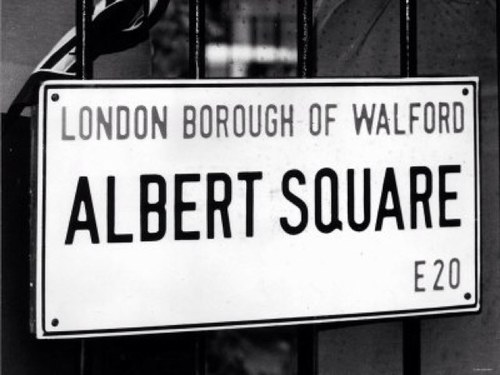 LONDON BOROUGH OF WALFORD
ALBERT SQUARE
E20